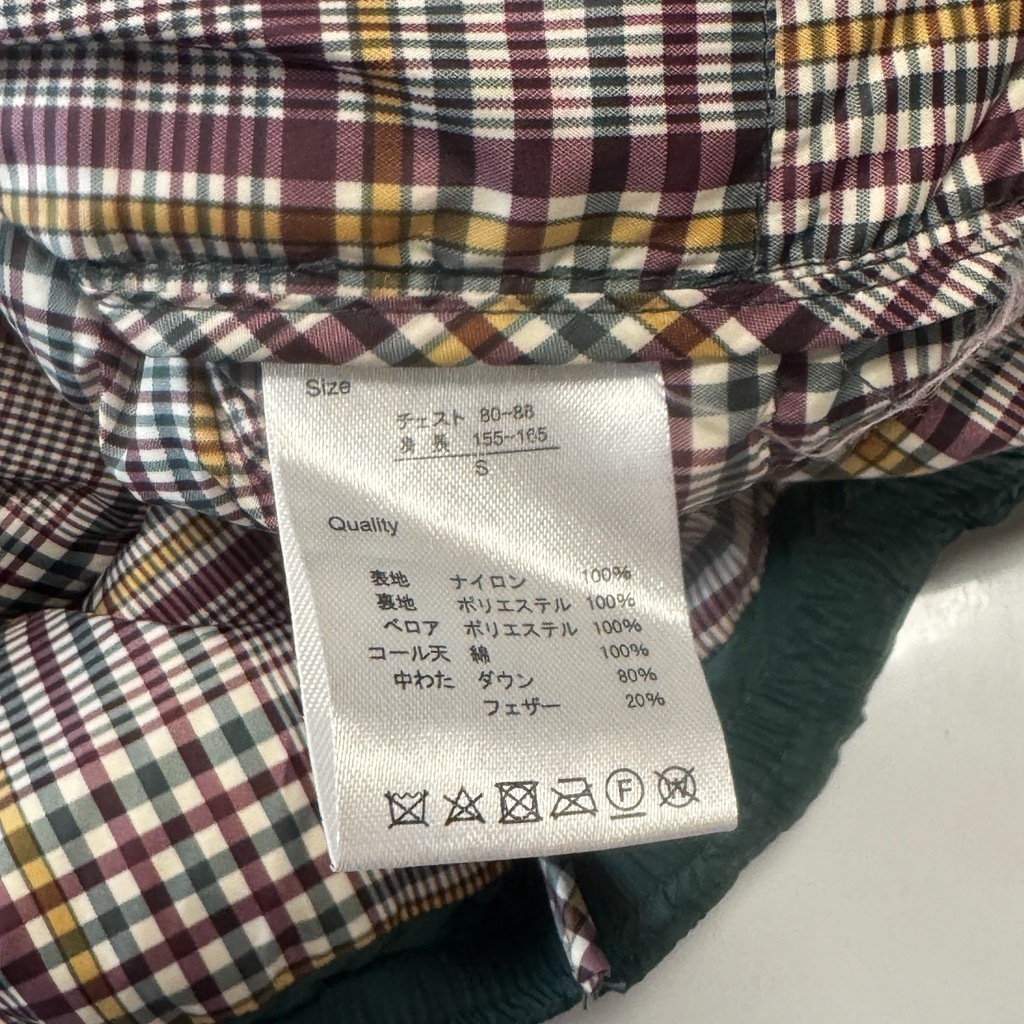 Size
チェスト 80-88
身 長 155-165
S
Quality
表地 ナイロン 100%
裏地 ポリエステル 100%
ベロア ポリエステル 100%
コール天 綿 100%
中わた ダウン 80%
フェザー 20%
F W